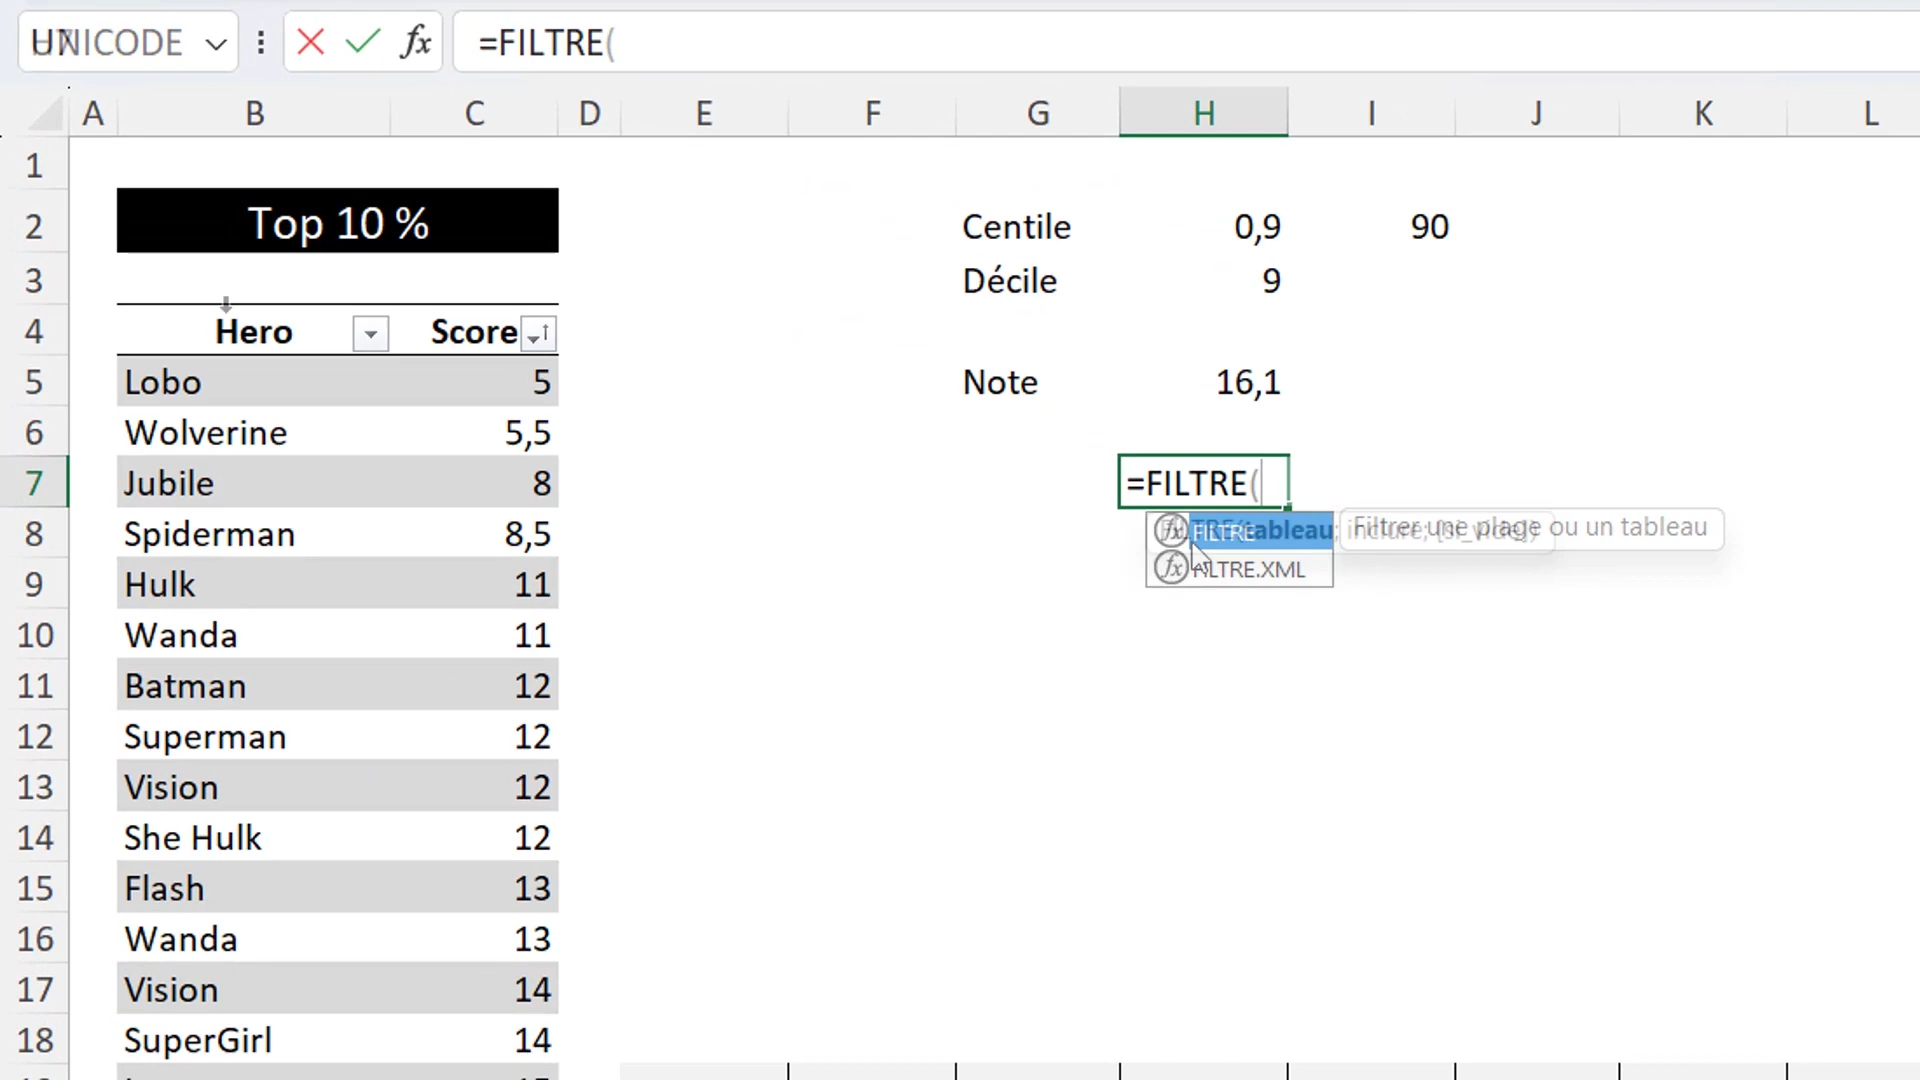 UNICODE =FILTRE(
A B C D E F G H I J K L
1
2 Top 10 % Centile 0,9 90
3 Décile 9
4 Hero Score
5 Lobo 5 Note 16,1
6 Wolverine 5,5
7 Jubile 8 =FILTRE(
8 Spiderman 8,5 FILTRE tableau; inclure; [si_vide]) Filtrer une plage ou un tableau
9 Hulk 11 FILTRE.XML
10 Wanda 11
11 Batman 12
12 Superman 12
13 Vision 12
14 She Hulk 12
15 Flash 13
16 Wanda 13
17 Vision 14
18 SuperGirl 14